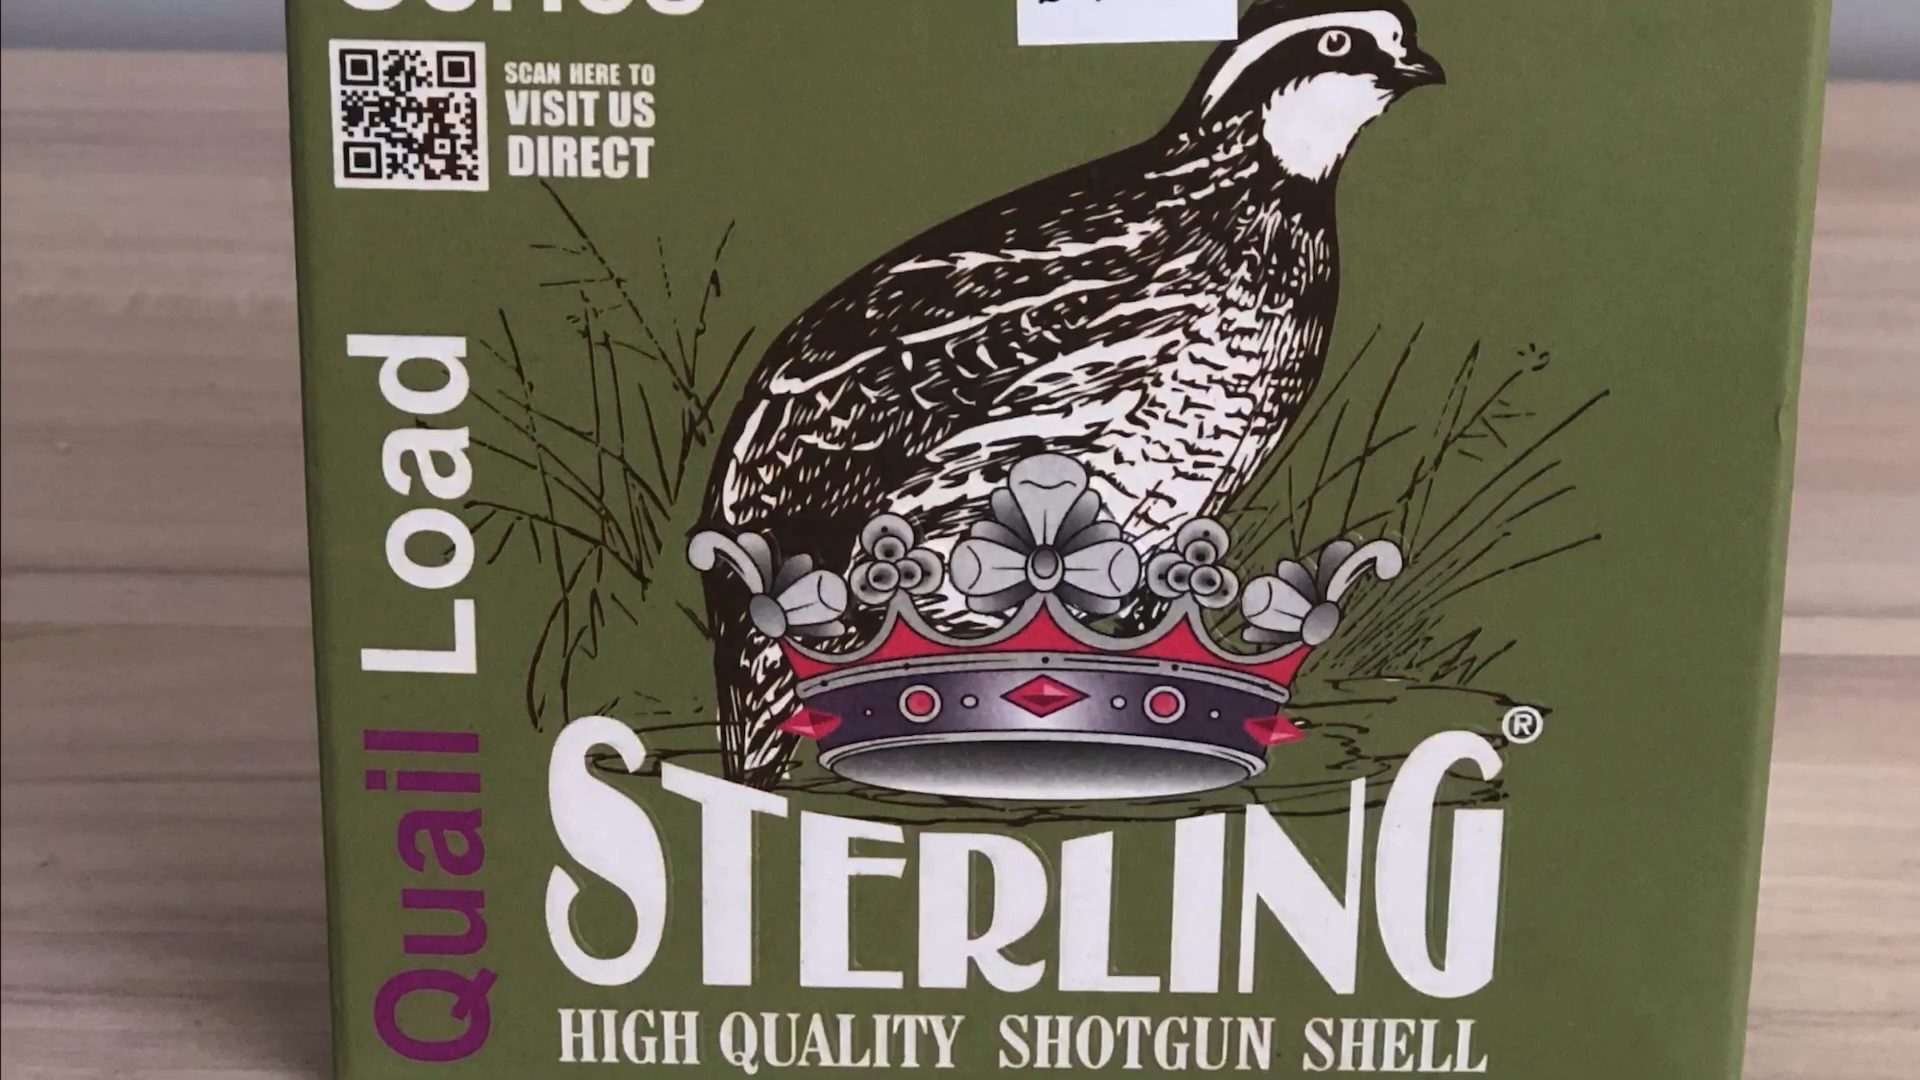 SCAN HERE TO
VISIT US
DIRECT
Quail Load
STERLING®
HIGH QUALITY SHOTGUN SHELL